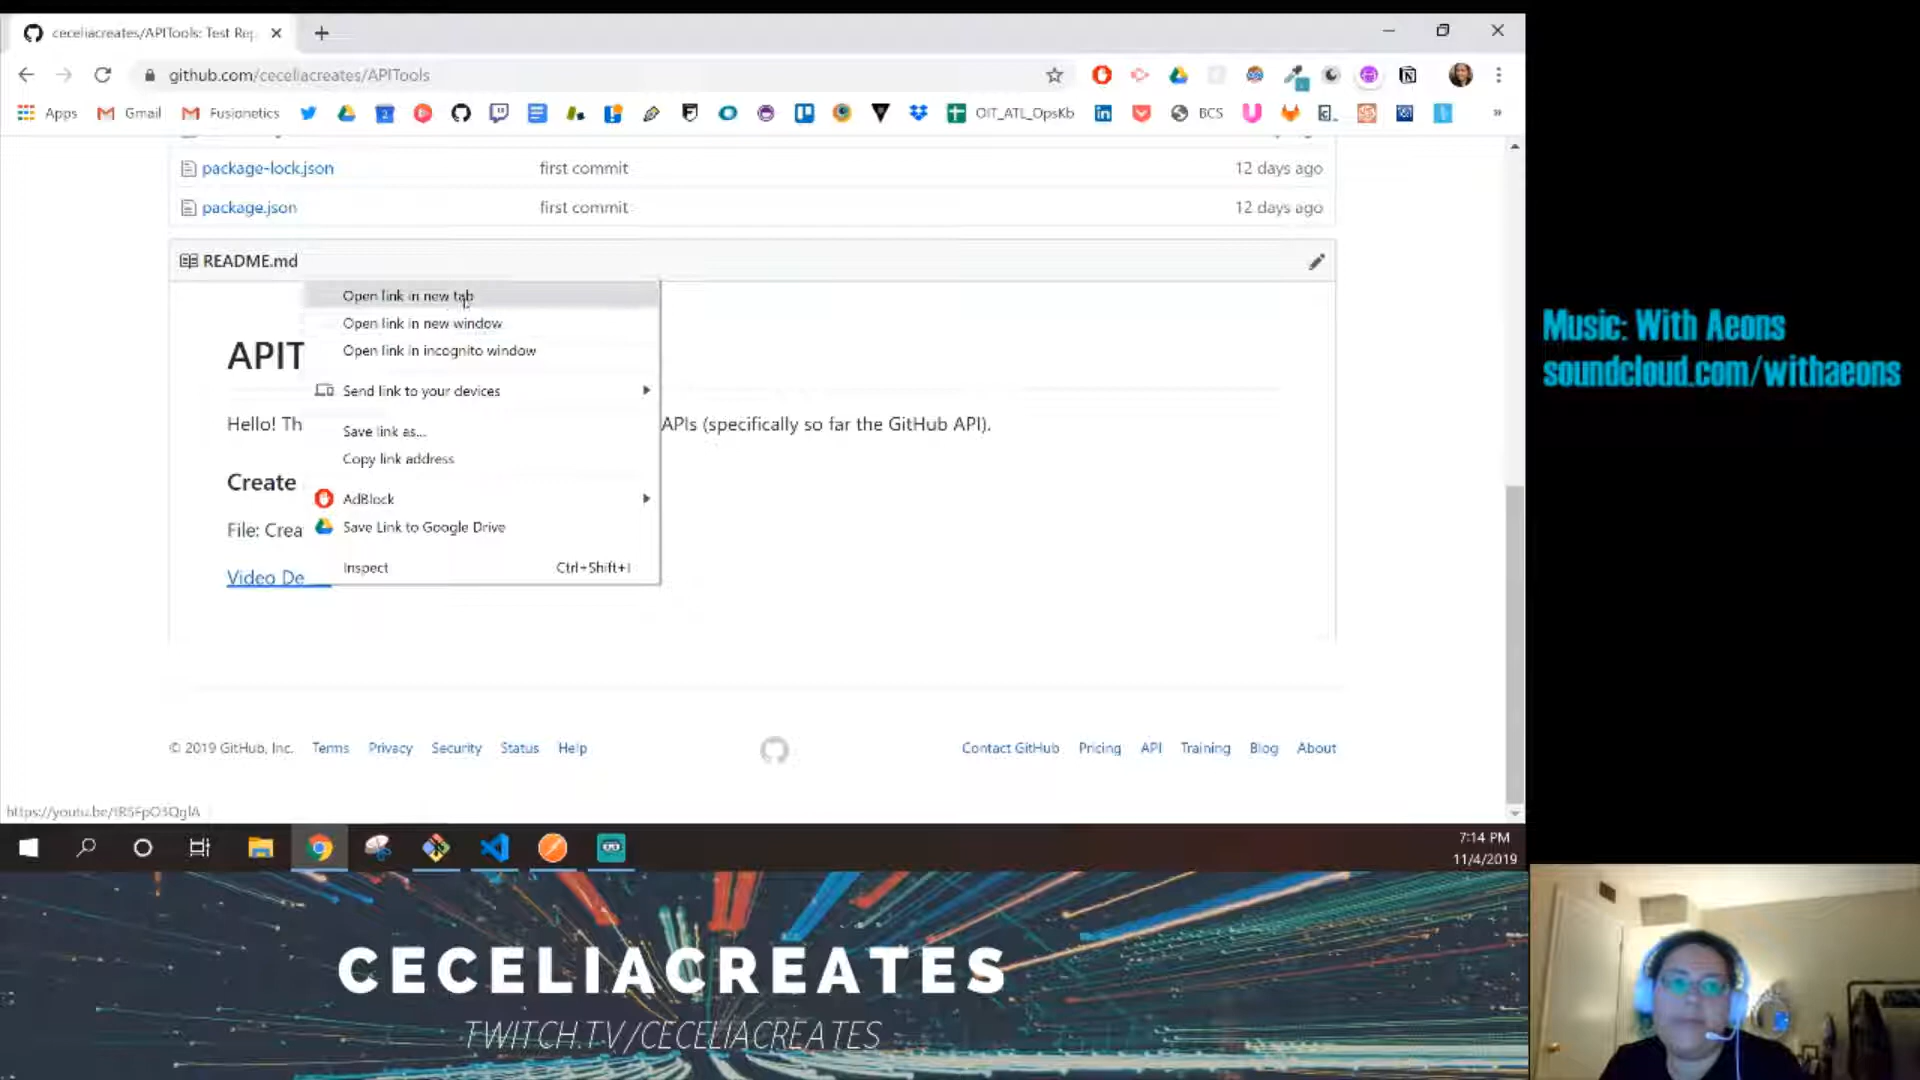 ceceliacreates/APITools: Test Rep
github.com/ceceliacreates/APITools
Apps
Gmail
Fusionetics
OIT_ATL_OpsKb
BCS
package-lock.json first commit 12 days ago
package.json first commit 12 days ago
README.md
Open link in new tab
Open link in new window
Open link in incognito window
Send link to your devices
Save link as...
Copy link address
AdBlock
Save Link to Google Drive
Inspect Ctrl+Shift+I
APIT
Hello! Th APIs (specifically so far the GitHub API).
Create
File: Crea
Video De
© 2019 GitHub, Inc. Terms Privacy Security Status Help Contact GitHub Pricing API Training Blog About
7:14 PM
11/4/2019
Music: With Aeons
soundcloud.com/withaeons
CECELIACREATES
TWITCH.TV/CECELIACREATES